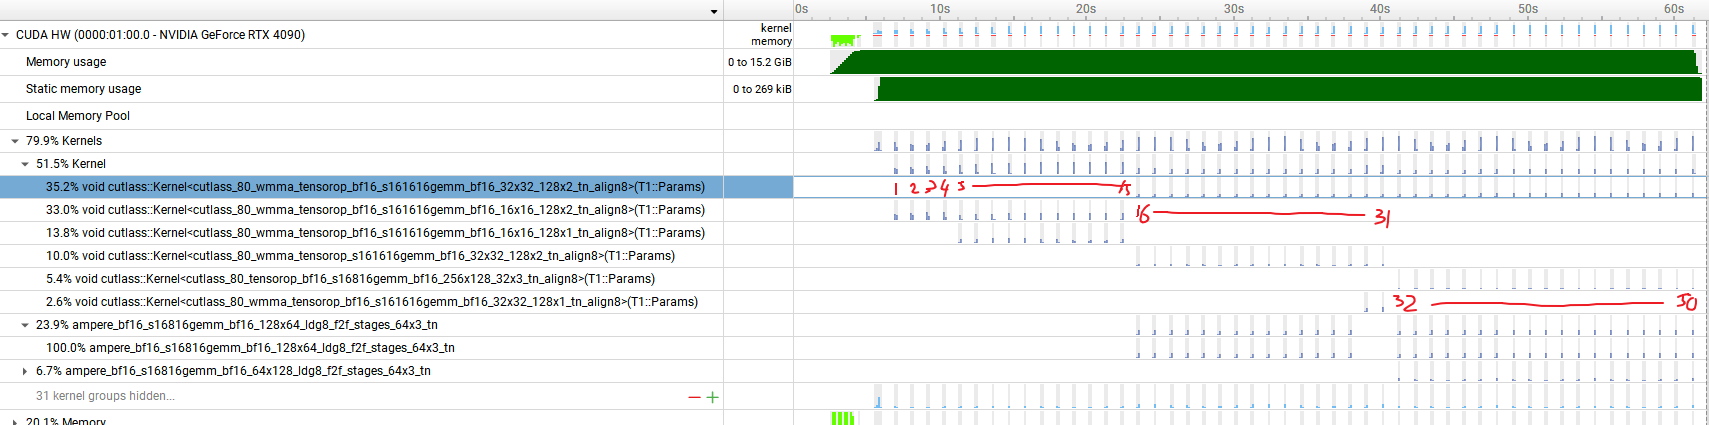 0s 10s 20s 30s 40s 50s 60s
CUDA HW (0000:01:00.0 - NVIDIA GeForce RTX 4090) kernel
memory
Memory usage 0 to 15.2 GiB
Static memory usage 0 to 269 kiB
Local Memory Pool
79.9% Kernels
51.5% Kernel
35.2% void cutlass::Kernel<cutlass_80_wmma_tensorop_bf16_s161616gemm_bf16_32x32_128x2_tn_align8>(T1::Params) 1 2 3 4 5 15
33.0% void cutlass::Kernel<cutlass_80_wmma_tensorop_bf16_s161616gemm_bf16_16x16_128x2_tn_align8>(T1::Params) 16 31
13.8% void cutlass::Kernel<cutlass_80_wmma_tensorop_bf16_s161616gemm_bf16_16x16_128x1_tn_align8>(T1::Params)
10.0% void cutlass::Kernel<cutlass_80_wmma_tensorop_s161616gemm_bf16_32x32_128x2_tn_align8>(T1::Params)
5.4% void cutlass::Kernel<cutlass_80_tensorop_bf16_s16816gemm_bf16_256x128_32x3_tn_align8>(T1::Params)
2.6% void cutlass::Kernel<cutlass_80_wmma_tensorop_bf16_s161616gemm_bf16_32x32_128x1_tn_align8>(T1::Params) 32 50
23.9% ampere_bf16_s16816gemm_bf16_128x64_ldg8_f2f_stages_64x3_tn
100.0% ampere_bf16_s16816gemm_bf16_128x64_ldg8_f2f_stages_64x3_tn
6.7% ampere_bf16_s16816gemm_bf16_64x128_ldg8_f2f_stages_64x3_tn
31 kernel groups hidden...
20.1% Memory